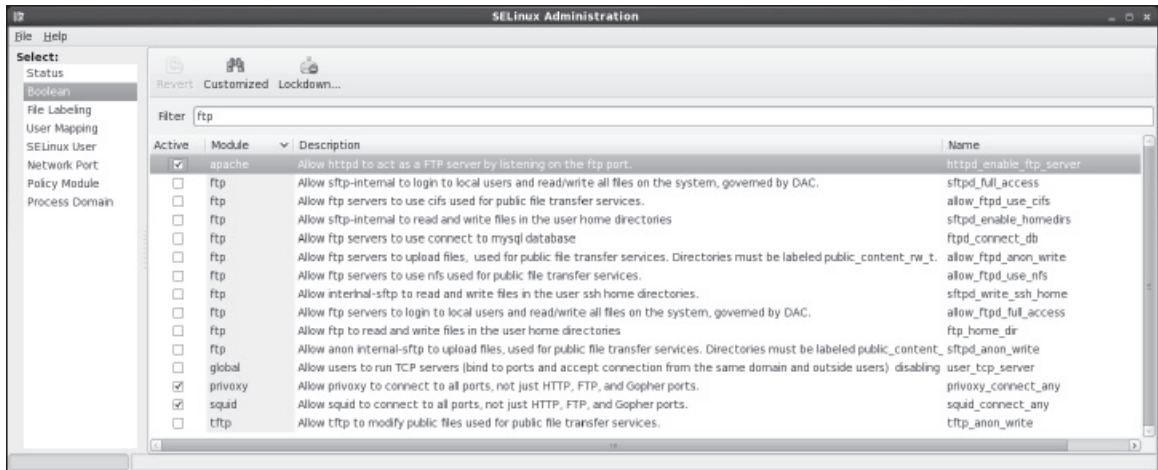 SELinux Administration
File Help
Select:
Status
Boolean
File Labeling
User Mapping
SELinux User
Network Port
Policy Module
Process Domain
Revert Customized Lockdown...
Filter ftp
Active Module Description Name
apache Allow httpd to act as a FTP server by listening on the ftp port. httpd_enable_ftp_server
ftp Allow sftp-internal to login to local users and read/write all files on the system, governed by DAC. sftpd_full_access
ftp Allow ftp servers to use cifs used for public file transfer services. allow_ftpd_use_cifs
ftp Allow sftp-internal to read and write files in the user home directories sftpd_enable_homedirs
ftp Allow ftp servers to use connect to mysql database ftpd_connect_db
ftp Allow ftp servers to upload files, used for public file transfer services. Directories must be labeled public_content_rw_t. allow_ftpd_anon_write
ftp Allow ftp servers to use nfs used for public file transfer services. allow_ftpd_use_nfs
ftp Allow interlnal-sftp to read and write files in the user ssh home directories. sftpd_write_ssh_home
ftp Allow ftp servers to login to local users and read/write all files on the system, governed by DAC. allow_ftpd_full_access
ftp Allow ftp to read and write files in the user home directories ftp_home_dir
ftp Allow anon internal-sftp to upload files, used for public file transfer services. Directories must be labeled public_content_ sftpd_anon_write
global Allow users to run TCP servers (bind to ports and accept connection from the same domain and outside users) disabling user_tcp_server
privoxy Allow privoxy to connect to all ports, not just HTTP, FTP, and Gopher ports. privoxy_connect_any
squid Allow squid to connect to all ports, not just HTTP, FTP, and Gopher ports. squid_connect_any
tftp Allow tftp to modify public files used for public file transfer services. tftp_anon_write